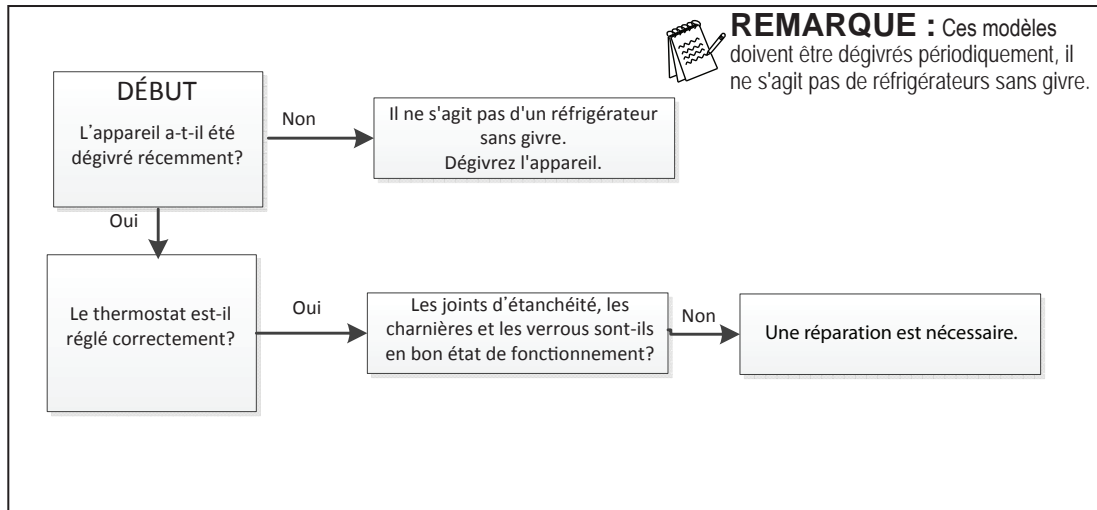 REMARQUE : Ces modèles
doivent être dégivrés périodiquement, il
ne s'agit pas de réfrigérateurs sans givre.
DÉBUT
L'appareil a-t-il été
dégivré récemment?
Non
Il ne s'agit pas d'un réfrigérateur
sans givre.
Dégivrez l'appareil.
Oui
Le thermostat est-il
réglé correctement?
Oui
Les joints d'étanchéité, les
charnières et les verrous sont-ils
en bon état de fonctionnement?
Non
Une réparation est nécessaire.